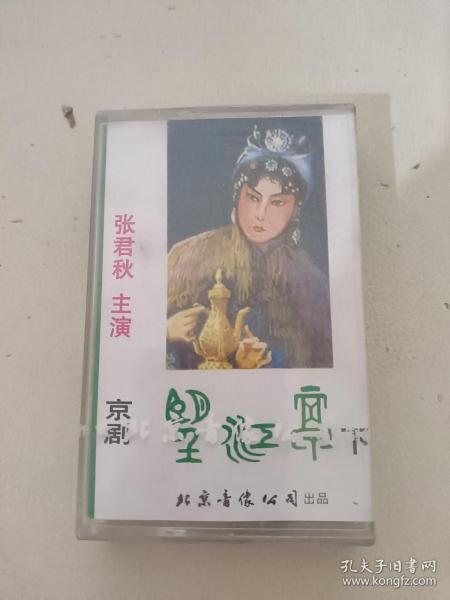 张君秋 主演
京剧
望江亭
下
北京音像公司出品
孔夫子旧书网
www.kongfz.com